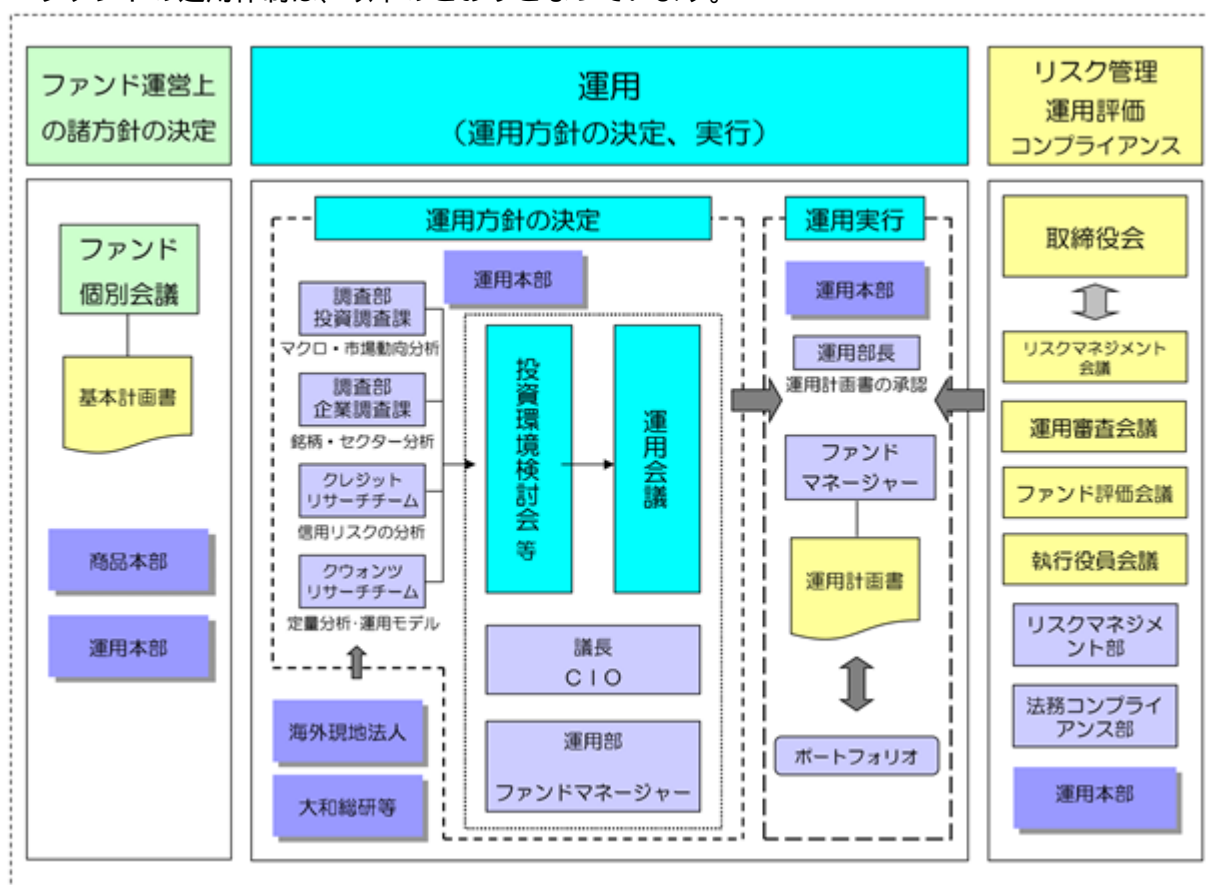 ファンド運営上
の諸方針の決定
ファンド
個別会議
基本計画書
商品本部
運用本部
運用
（運用方針の決定、実行）
運用方針の決定
運用本部
調査部
投資調査課
マクロ・市場動向分析
調査部
企業調査課
銘柄・セクター分析
クレジット
リサーチチーム
信用リスクの分析
クウォンツ
リサーチチーム
定量分析・運用モデル
海外現地法人
大和総研等
投資環境検討会 等
運用会議
議長
ＣＩＯ
運用部
ファンドマネージャー
運用実行
運用本部
運用部長
運用計画書の承認
ファンド
マネージャー
運用計画書
ポートフォリオ
リスク管理
運用評価
コンプライアンス
取締役会
リスクマネジメント
会議
運用審査会議
ファンド評価会議
執行役員会議
リスクマネジメ
ント部
法務コンプライ
アンス部
運用本部